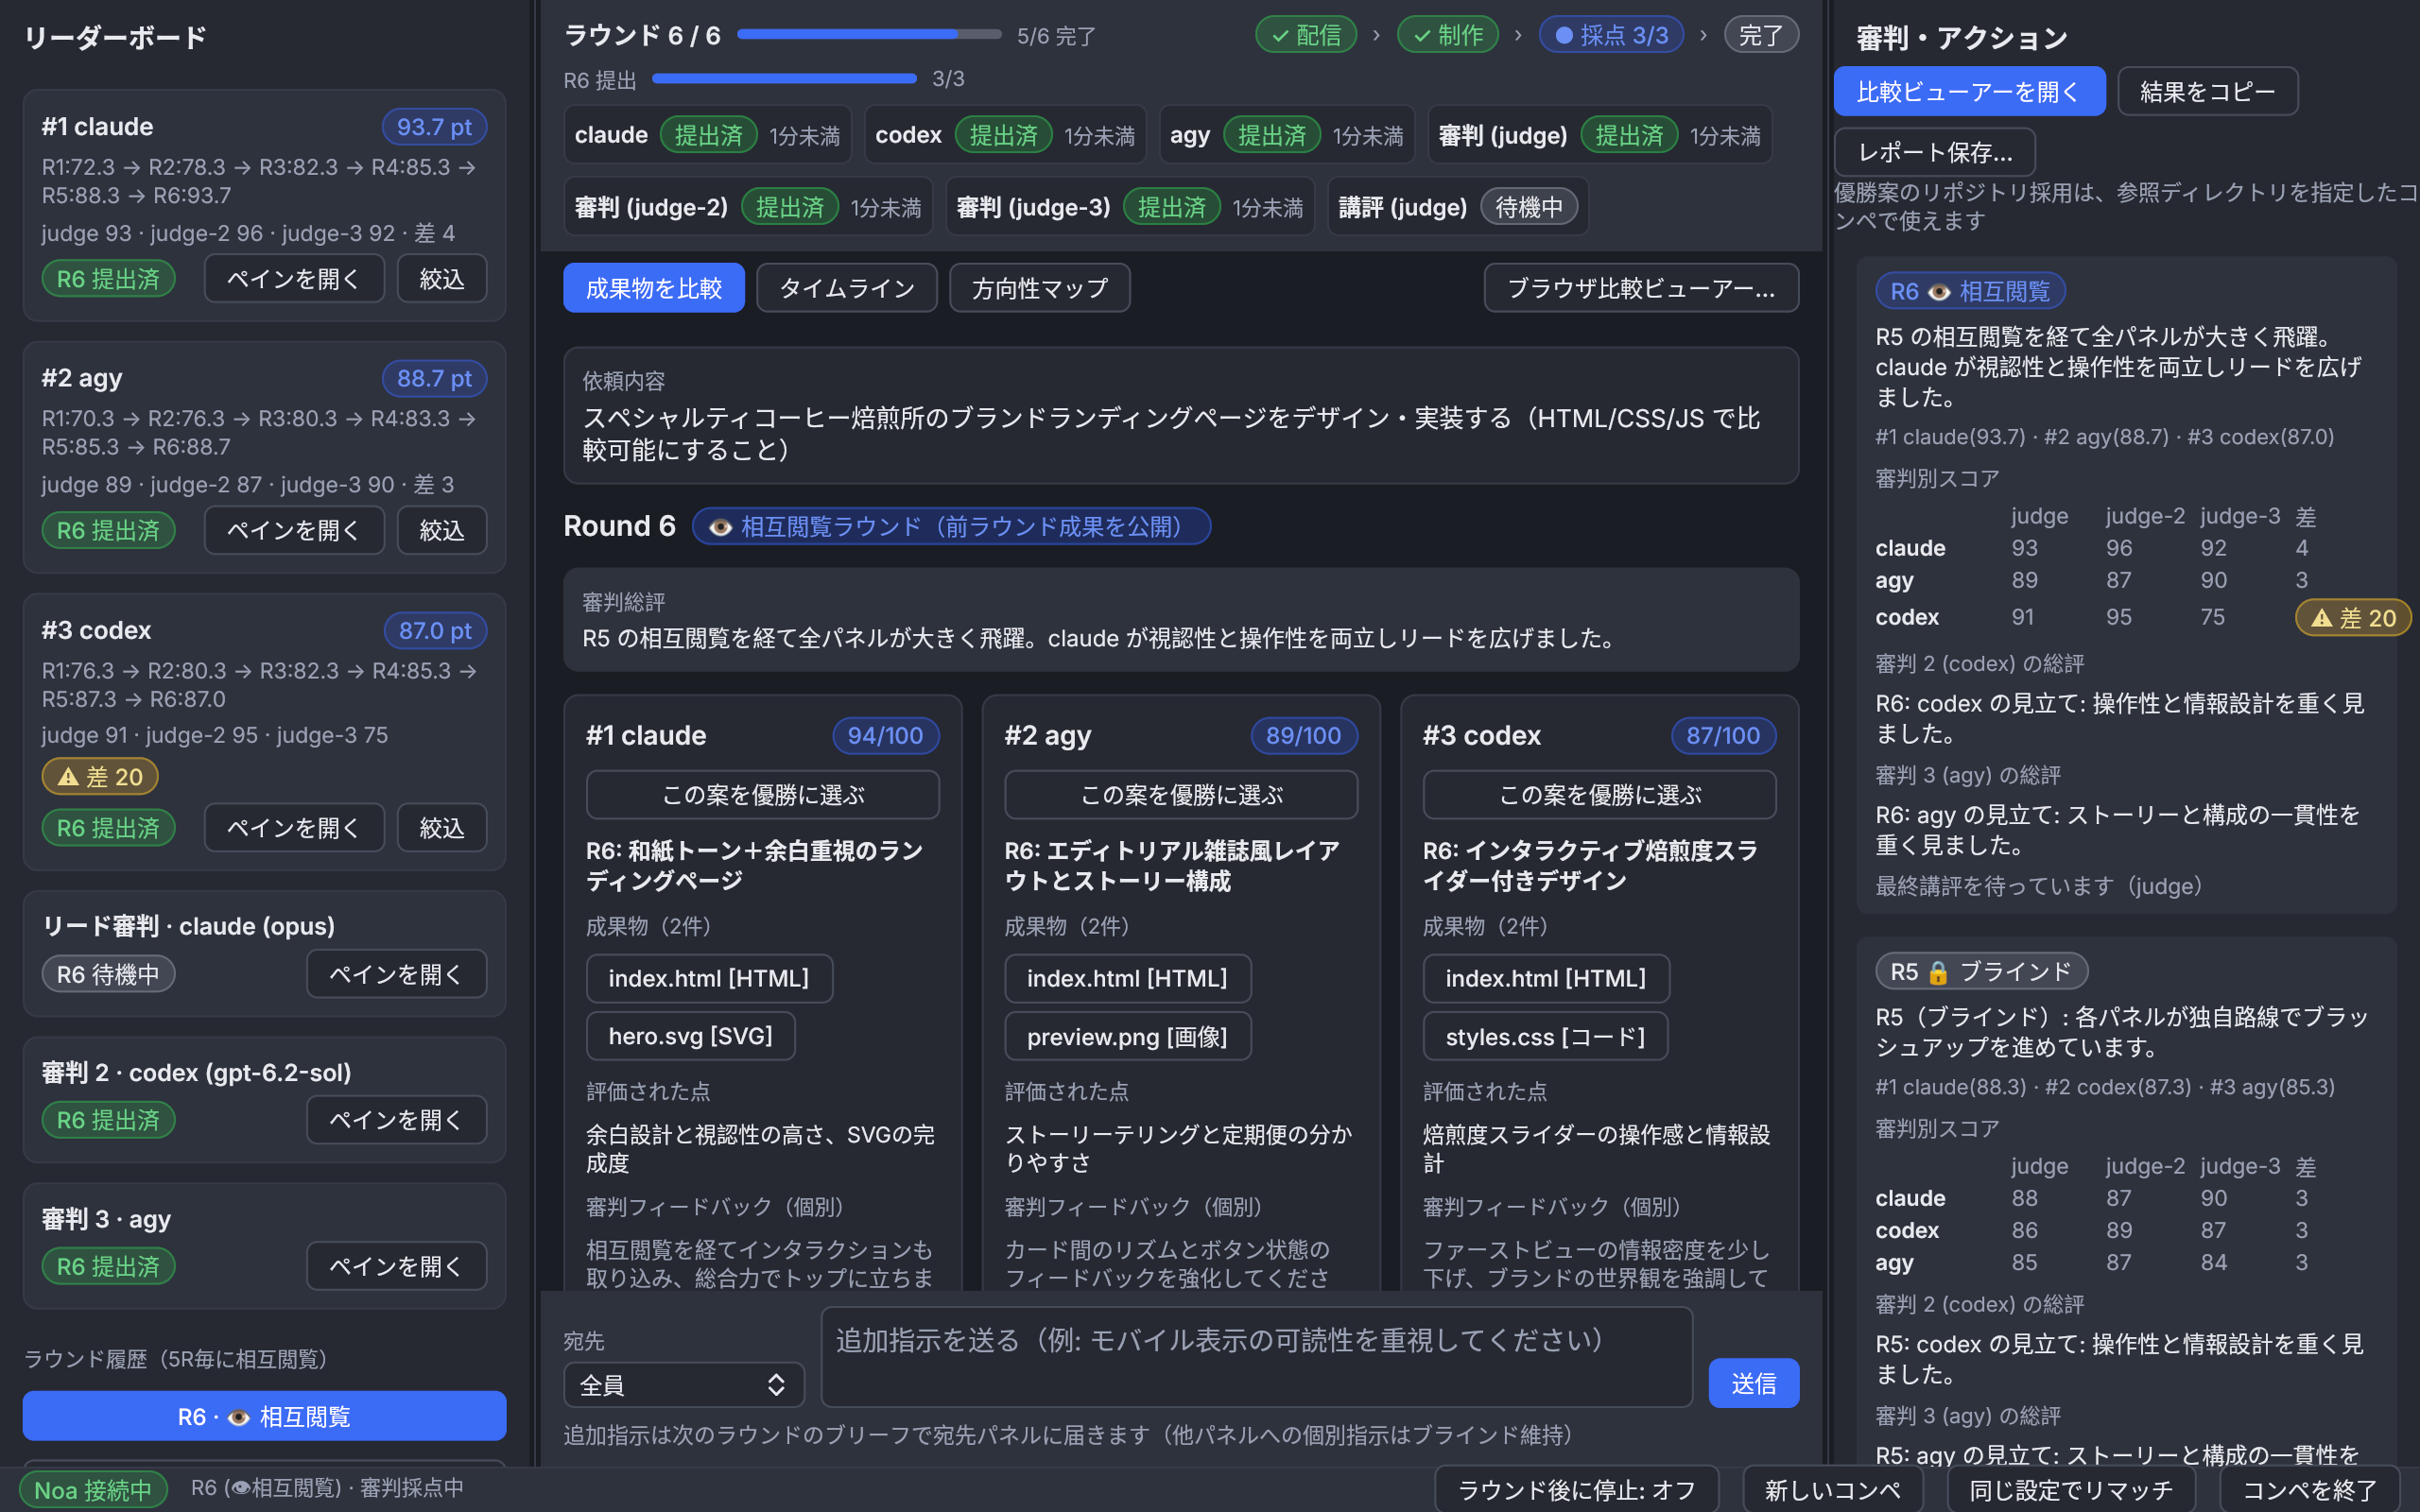 リーダーボード
#1 claude 93.7 pt
R1:72.3 → R2:78.3 → R3:82.3 → R4:85.3 →
R5:88.3 → R6:93.7
judge 93 · judge-2 96 · judge-3 92 · 差 4
R6 提出済 ペインを開く 絞込
#2 agy 88.7 pt
R1:70.3 → R2:76.3 → R3:80.3 → R4:83.3 →
R5:85.3 → R6:88.7
judge 89 · judge-2 87 · judge-3 90 · 差 3
R6 提出済 ペインを開く 絞込
#3 codex 87.0 pt
R1:76.3 → R2:80.3 → R3:82.3 → R4:85.3 →
R5:87.3 → R6:87.0
judge 91 · judge-2 95 · judge-3 75
⚠ 差 20
R6 提出済 ペインを開く 絞込
リード審判 · claude (opus)
R6 待機中 ペインを開く
審判 2 · codex (gpt-6.2-sol)
R6 提出済 ペインを開く
審判 3 · agy
R6 提出済 ペインを開く
ラウンド履歴（5R毎に相互閲覧）
R6 · 👁 相互閲覧
ラウンド 6 / 6 5/6 完了 ✓ 配信 › ✓ 制作 › ● 採点 3/3 › 完了
R6 提出 3/3
claude 提出済 1分未満 codex 提出済 1分未満 agy 提出済 1分未満 審判 (judge) 提出済 1分未満
審判 (judge-2) 提出済 1分未満 審判 (judge-3) 提出済 1分未満 講評 (judge) 待機中
成果物を比較 タイムライン 方向性マップ ブラウザ比較ビューアー...
依頼内容
スペシャルティコーヒー焙煎所のブランドランディングページをデザイン・実装する（HTML/CSS/JS で比
較可能にすること）
Round 6 👁 相互閲覧ラウンド（前ラウンド成果を公開）
審判総評
R5 の相互閲覧を経て全パネルが大きく飛躍。claude が視認性と操作性を両立しリードを広げました。
#1 claude 94/100
この案を優勝に選ぶ
R6: 和紙トーン＋余白重視のラン
ディングページ
成果物（2件）
index.html [HTML]
hero.svg [SVG]
評価された点
余白設計と視認性の高さ、SVGの完
成度
審判フィードバック（個別）
相互閲覧を経てインタラクションも
取り込み、総合力でトップに立ちま
#2 agy 89/100
この案を優勝に選ぶ
R6: エディトリアル雑誌風レイア
ウトとストーリー構成
成果物（2件）
index.html [HTML]
preview.png [画像]
評価された点
ストーリーテリングと定期便の分か
りやすさ
審判フィードバック（個別）
カード間のリズムとボタン状態の
フィードバックを強化してくださ
#3 codex 87/100
この案を優勝に選ぶ
R6: インタラクティブ焙煎度スラ
イダー付きデザイン
成果物（2件）
index.html [HTML]
styles.css [コード]
評価された点
焙煎度スライダーの操作感と情報設
計
審判フィードバック（個別）
ファーストビューの情報密度を少し
下げ、ブランドの世界観を強調して
宛先
全員
追加指示を送る（例: モバイル表示の可読性を重視してください）
送信
追加指示は次のラウンドのブリーフで宛先パネルに届きます（他パネルへの個別指示はブラインド維持）
審判・アクション
比較ビューアーを開く 結果をコピー
レポート保存...
優勝案のリポジトリ採用は、参照ディレクトリを指定したコ
ンペで使えます
R6 👁 相互閲覧
R5 の相互閲覧を経て全パネルが大きく飛躍。
claude が視認性と操作性を両立しリードを広げ
ました。
#1 claude(93.7) · #2 agy(88.7) · #3 codex(87.0)
審判別スコア
judge judge-2 judge-3 差
claude 93 96 92 4
agy 89 87 90 3
codex 91 95 75 ⚠ 差 20
審判 2 (codex) の総評
R6: codex の見立て: 操作性と情報設計を重く見
ました。
審判 3 (agy) の総評
R6: agy の見立て: ストーリーと構成の一貫性を
重く見ました。
最終講評を待っています（judge）
R5 🔒 ブラインド
R5（ブラインド）: 各パネルが独自路線でブラッ
シュアップを進めています。
#1 claude(88.3) · #2 codex(87.3) · #3 agy(85.3)
審判別スコア
judge judge-2 judge-3 差
claude 88 87 90 3
codex 86 89 87 3
agy 85 87 84 3
審判 2 (codex) の総評
R5: codex の見立て: 操作性と情報設計を重く見
ました。
審判 3 (agy) の総評
R5: agy の見立て: ストーリーと構成の一貫性を
Noa 接続中 R6 (👁相互閲覧) · 審判採点中 ラウンド後に停止: オフ 新しいコンペ 同じ設定でリマッチ コンペを終了